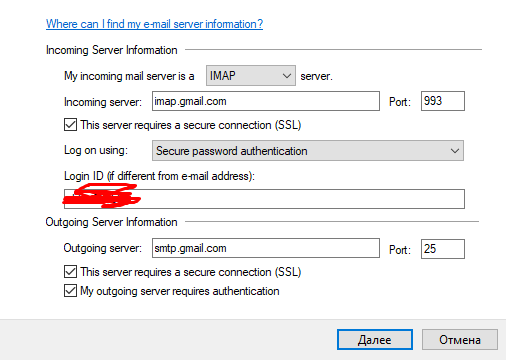 Where can I find my e-mail server information?
Incoming Server Information
My incoming mail server is a IMAP server.
Incoming server: imap.gmail.com Port: 993
This server requires a secure connection (SSL)
Log on using: Secure password authentication
Login ID (if different from e-mail address):
Outgoing Server Information
Outgoing server: smtp.gmail.com Port: 25
This server requires a secure connection (SSL)
My outgoing server requires authentication
Далее Отмена